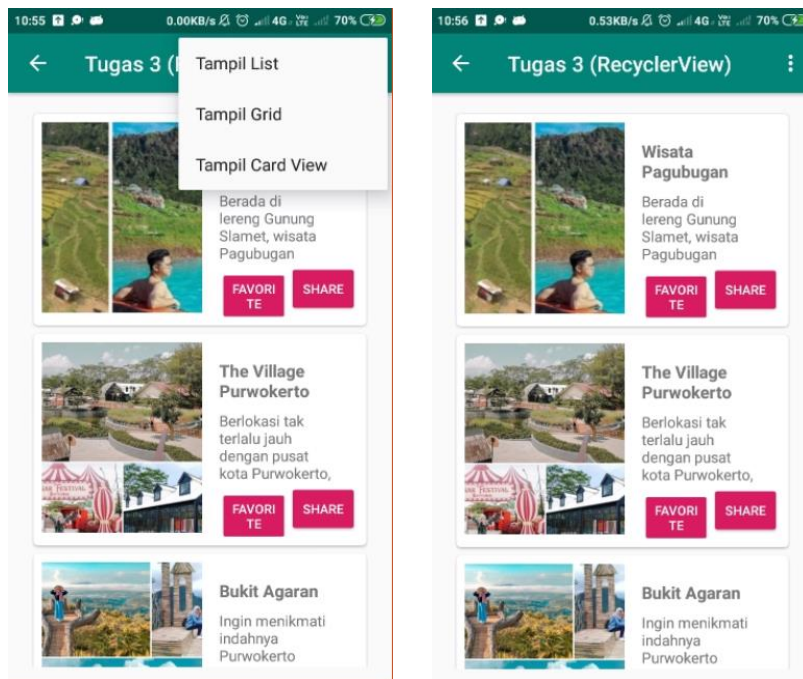 10:55 0.00KB/s 4G VoLTE 70%
Tugas 3 (
Tampil List
Tampil Grid
Tampil Card View
Berada di
lereng Gunung
Slamet, wisata
Pagubugan
FAVORI
TE
SHARE
The Village
Purwokerto
Berlokasi tak
terlalu jauh
dengan pusat
kota Purwokerto,
FAVORI
TE
SHARE
Bukit Agaran
Ingin menikmati
indahnya
Purwokerto
10:56 0.53KB/s 4G VoLTE 70%
Tugas 3 (RecyclerView)
Wisata
Pagubugan
Berada di
lereng Gunung
Slamet, wisata
Pagubugan
FAVORI
TE
SHARE
The Village
Purwokerto
Berlokasi tak
terlalu jauh
dengan pusat
kota Purwokerto,
FAVORI
TE
SHARE
Bukit Agaran
Ingin menikmati
indahnya
Purwokerto